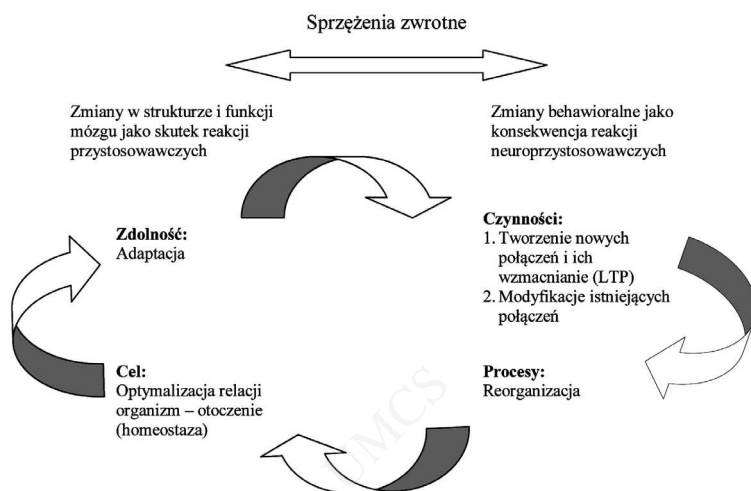 Sprzężenia zwrotne
Zmiany w strukturze i funkcji
mózgu jako skutek reakcji
przystosowawczych
Zmiany behawioralne jako
konsekwencja reakcji
neuroprzystosowawczych
Zdolność:
Adaptacja
Czynności:
1. Tworzenie nowych
połączeń i ich
wzmacnianie (LTP)
2. Modyfikacje istniejących
połączeń
Cel:
Optymalizacja relacji
organizm – otoczenie
(homeostaza)
Procesy:
Reorganizacja
UMCS